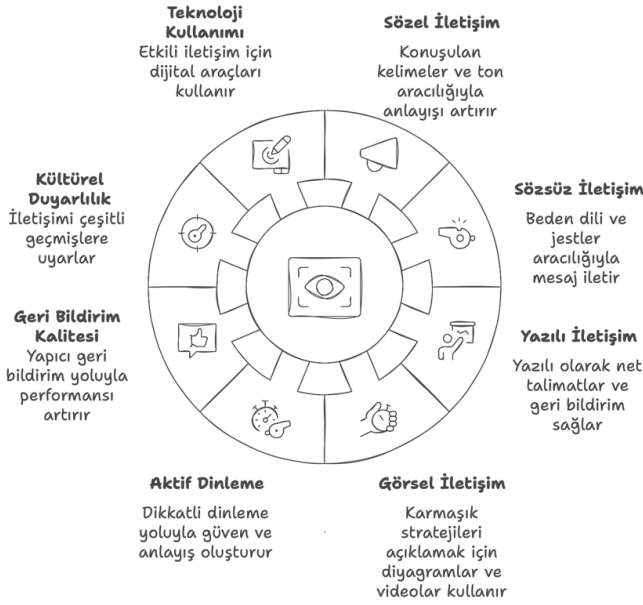 Teknoloji
Kullanımı
Etkili iletişim için
dijital araçları
kullanır
Sözel İletişim
Konuşulan
kelimeler ve ton
aracılığıyla
anlayışı artırır
Kültürel
Duyarlılık
İletişimi çeşitli
geçmişlere
uyarlar
Sözsüz İletişim
Beden dili ve
jestler
aracılığıyla
mesaj iletir
Geri Bildirim
Kalitesi
Yapıcı geri
bildirim yoluyla
performansı
artırır
Yazılı İletişim
Yazılı olarak net
talimatlar ve
geri bildirim
sağlar
Aktif Dinleme
Dikkatli dinleme
yoluyla güven ve
anlayış oluşturur
Görsel İletişim
Karmaşık
stratejileri
açıklamak için
diyagramlar ve
videolar kullanır